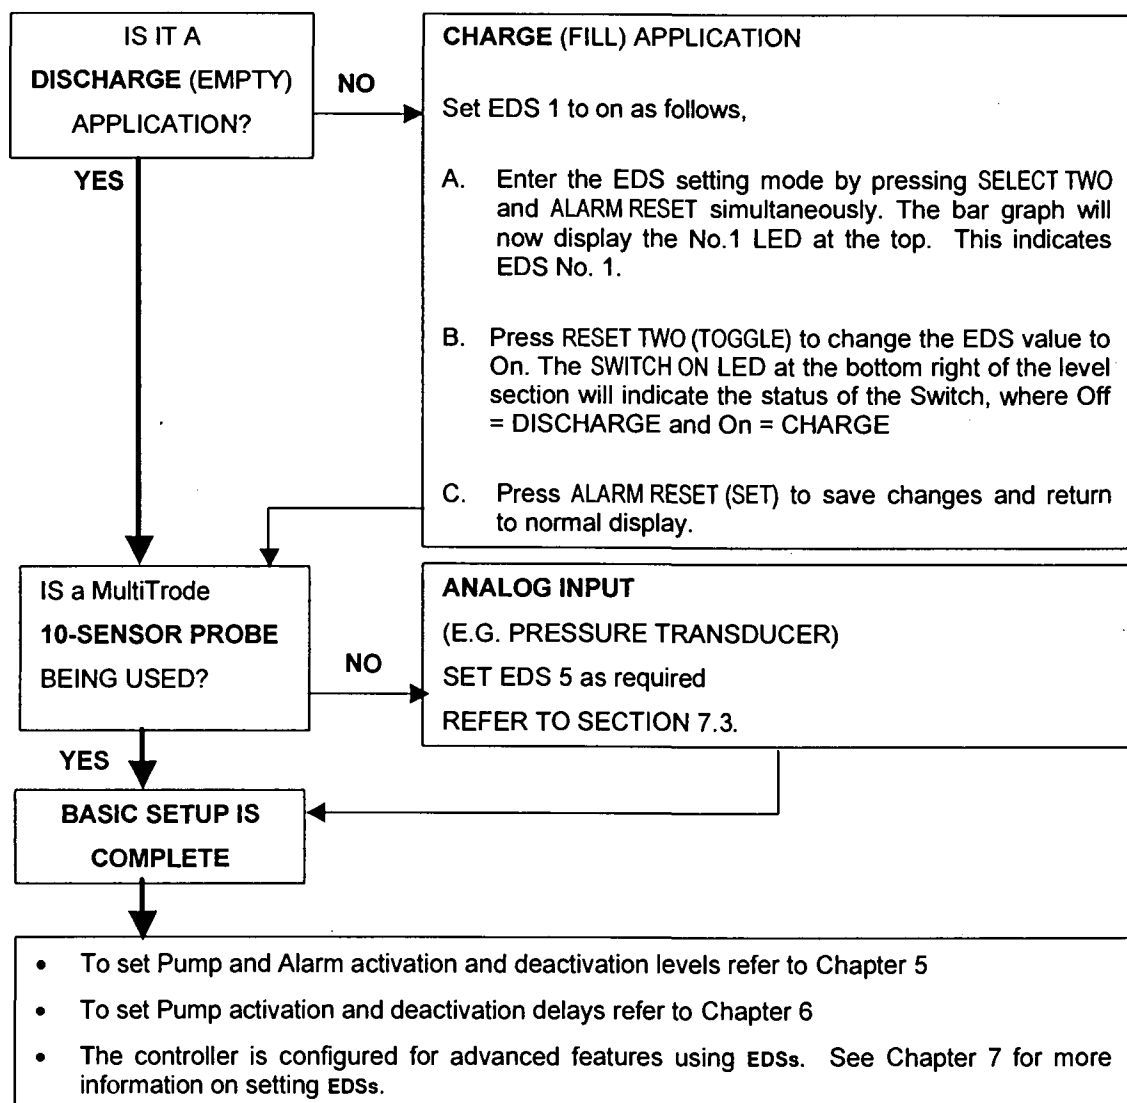 IS IT A
DISCHARGE (EMPTY)
APPLICATION?
NO
YES
CHARGE (FILL) APPLICATION
Set EDS 1 to on as follows,
A. Enter the EDS setting mode by pressing SELECT TWO
and ALARM RESET simultaneously. The bar graph will
now display the No.1 LED at the top. This indicates
EDS No. 1.
B. Press RESET TWO (TOGGLE) to change the EDS value to
On. The SWITCH ON LED at the bottom right of the level
section will indicate the status of the Switch, where Off
= DISCHARGE and On = CHARGE
C. Press ALARM RESET (SET) to save changes and return
to normal display.
IS a MultiTrode
10-SENSOR PROBE
BEING USED?
NO
YES
ANALOG INPUT
(E.G. PRESSURE TRANSDUCER)
SET EDS 5 as required
REFER TO SECTION 7.3.
BASIC SETUP IS
COMPLETE
• To set Pump and Alarm activation and deactivation levels refer to Chapter 5
• To set Pump activation and deactivation delays refer to Chapter 6
• The controller is configured for advanced features using EDSs. See Chapter 7 for more
information on setting EDSs.